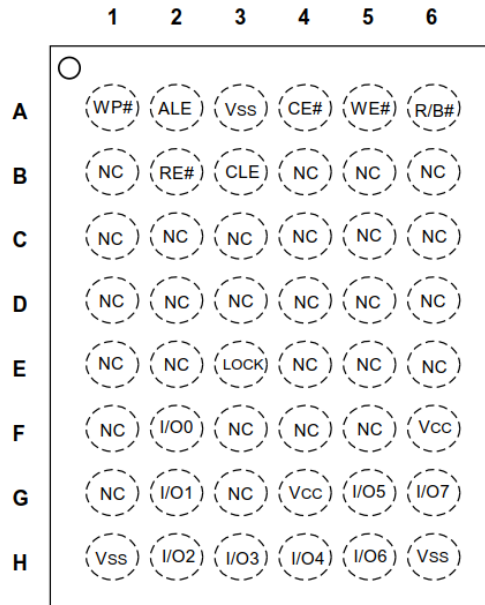 1 2 3 4 5 6
A WP# ALE Vss CE# WE# R/B#
B NC RE# CLE NC NC NC
C NC NC NC NC NC NC
D NC NC NC NC NC NC
E NC NC LOCK NC NC NC
F NC I/O0 NC NC NC Vcc
G NC I/O1 NC Vcc I/O5 I/O7
H Vss I/O2 I/O3 I/O4 I/O6 Vss